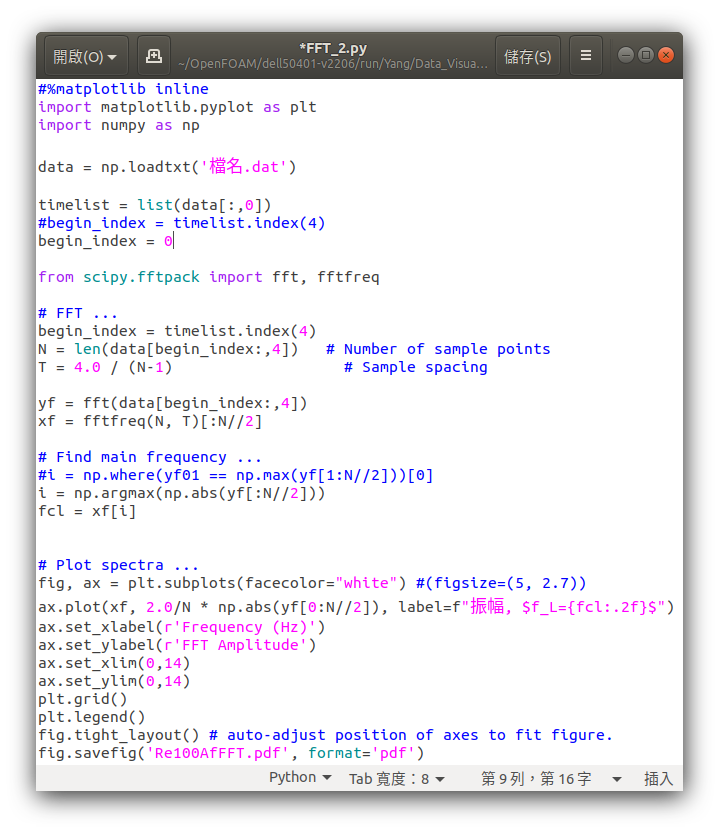 開啟(O)
*FFT_2.py
~/OpenFOAM/dell50401-v2206/run/Yang/Data_Visua...
儲存(S)
#%matplotlib inline
import matplotlib.pyplot as plt
import numpy as np
data = np.loadtxt('檔名.dat')
timelist = list(data[:,0])
#begin_index = timelist.index(4)
begin_index = 0
from scipy.fftpack import fft, fftfreq
# FFT ...
begin_index = timelist.index(4)
N = len(data[begin_index:,4])   # Number of sample points
T = 4.0 / (N-1)                   # Sample spacing
yf = fft(data[begin_index:,4])
xf = fftfreq(N, T)[:N//2]
# Find main frequency ...
#i = np.where(yf01 == np.max(yf[1:N//2]))[0]
i = np.argmax(np.abs(yf[:N//2]))
fcl = xf[i]
# Plot spectra ...
fig, ax = plt.subplots(facecolor="white") #(figsize=(5, 2.7))
ax.plot(xf, 2.0/N * np.abs(yf[0:N//2]), label=f"振幅, $f_L={fcl:.2f}$")
ax.set_xlabel(r'Frequency (Hz)')
ax.set_ylabel(r'FFT Amplitude')
ax.set_xlim(0,14)
ax.set_ylim(0,14)
plt.grid()
plt.legend()
fig.tight_layout() # auto-adjust position of axes to fit figure.
fig.savefig('Re100AfFFT.pdf', format='pdf')
Python Tab 寬度：8 第 9 列，第 16 字 插入